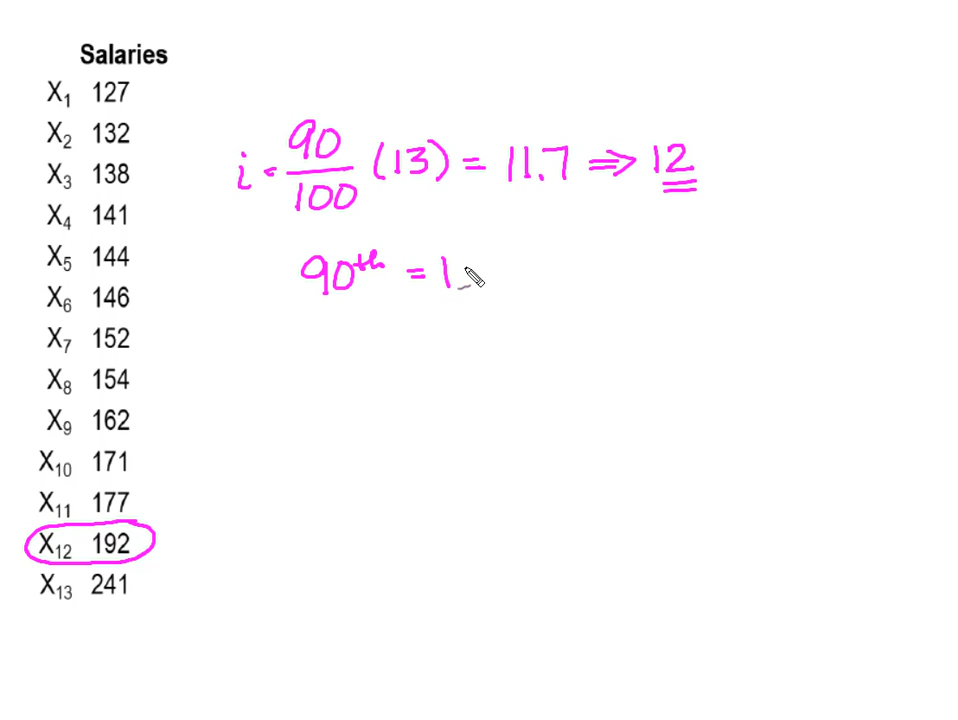 Salaries
X1 127
X2 132
X3 138
X4 141
X5 144
X6 146
X7 152
X8 154
X9 162
X10 171
X11 177
X12 192
X13 241
i = 90/100 (13) = 11.7 ⇒ 12
90th = 1